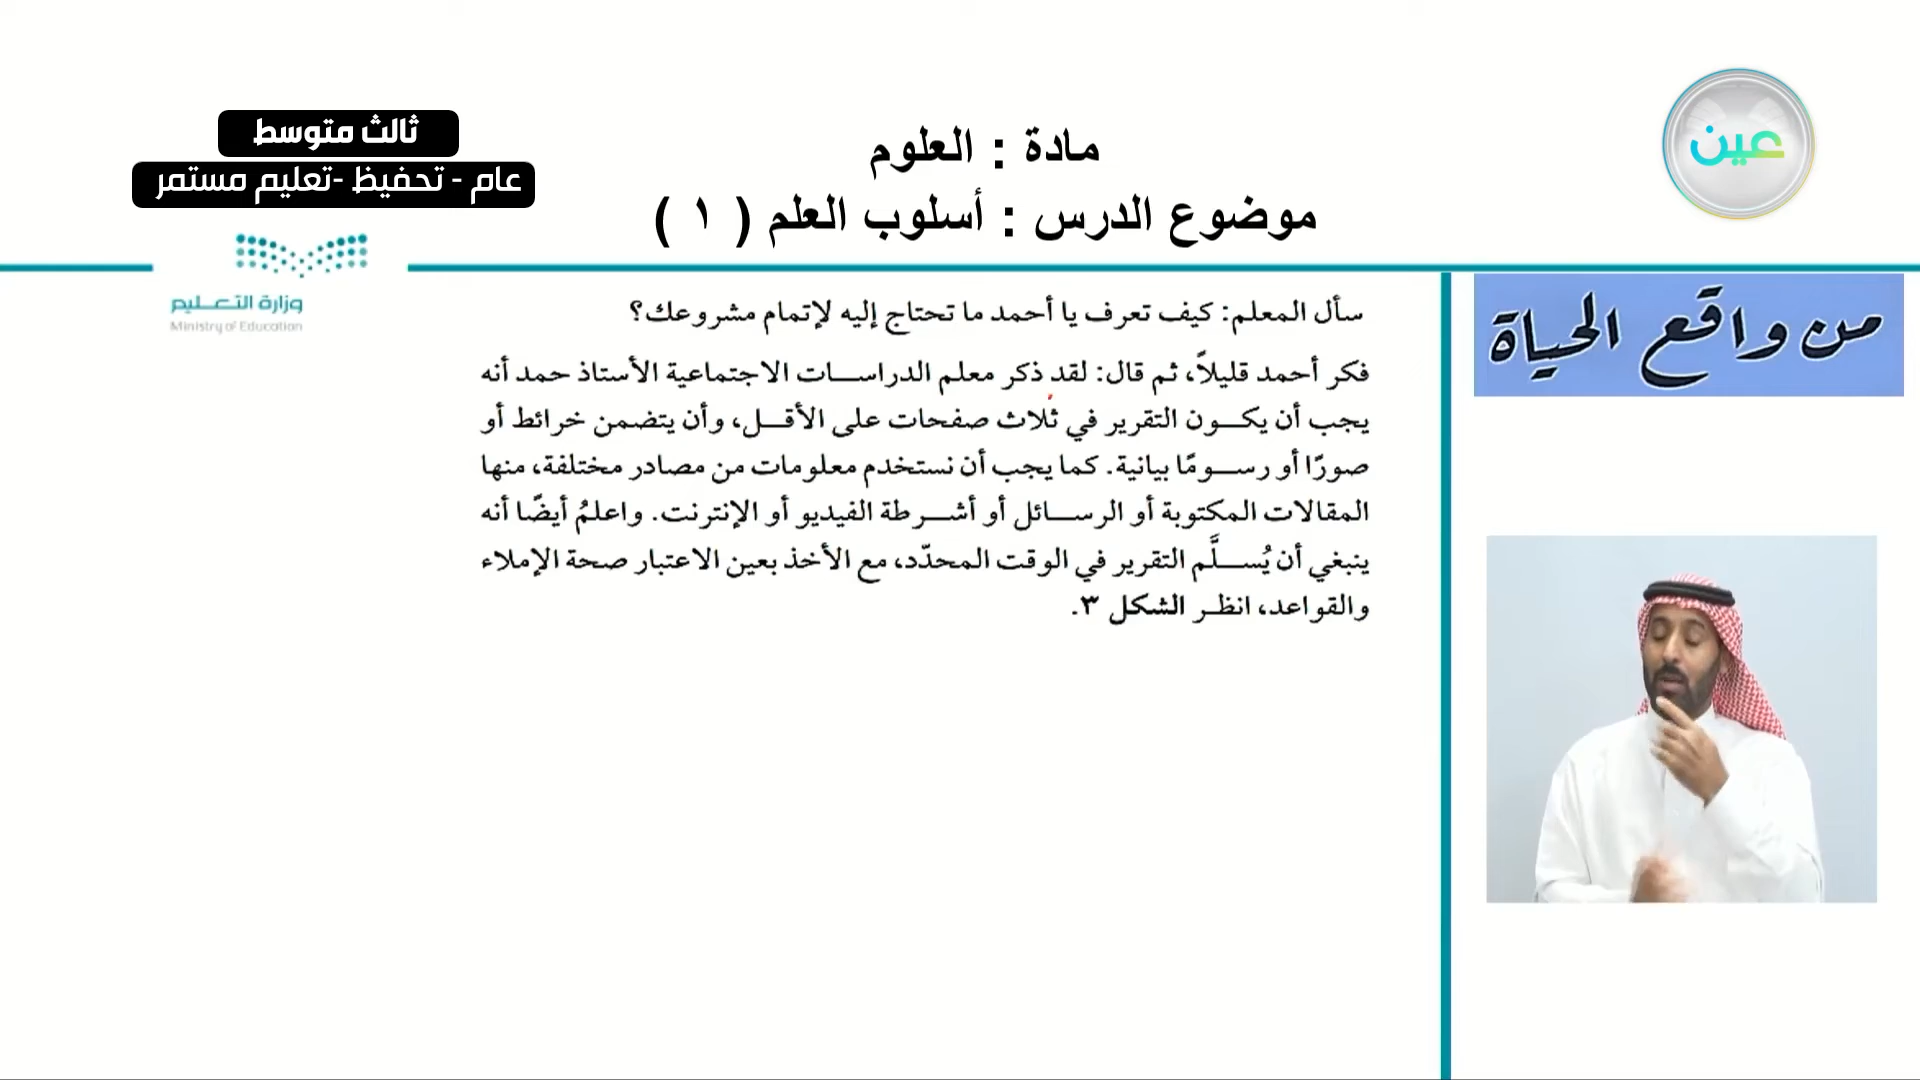 عين
مادة : العلوم
موضوع الدرس : أسلوب العلم ( ١ )
ثالث متوسط
عام - تحفيظ -تعليم مستمر
وزارة التعليم
Ministry of Education
من واقع الحياة
سأل المعلم: كيف تعرف يا أحمد ما تحتاج إليه لإتمام مشروعك؟
فكر أحمد قليلاً، ثم قال: لقد ذكر معلم الدراسات الاجتماعية الأستاذ حمد أنه
يجب أن يكون التقرير في ثلاث صفحات على الأقل، وأن يتضمن خرائط أو
صورًا أو رسومًا بيانية. كما يجب أن نستخدم معلومات من مصادر مختلفة، منها
المقالات المكتوبة أو الرسائل أو أشرطة الفيديو أو الإنترنت. واعلمُ أيضًا أنه
ينبغي أن يُسلَّم التقرير في الوقت المحدّد، مع الأخذ بعين الاعتبار صحة الإملاء
والقواعد، انظر الشكل ٣.